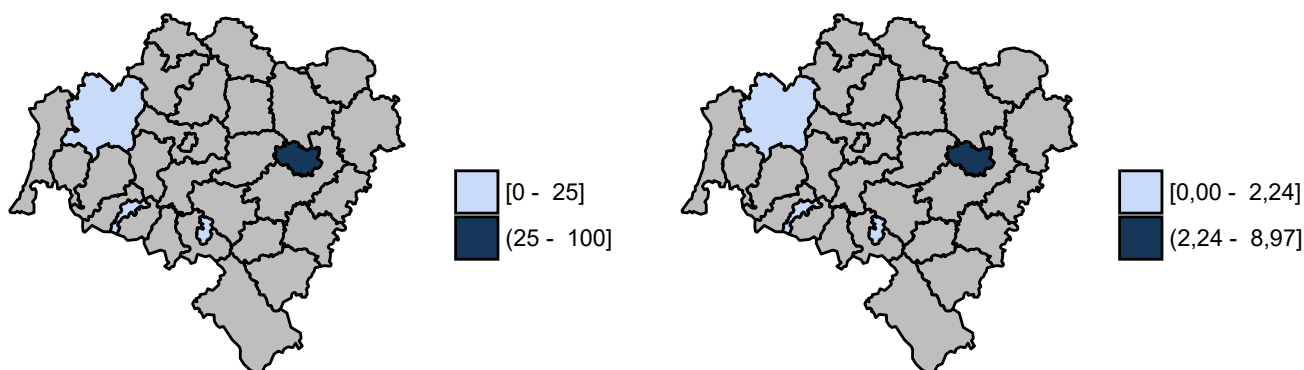 [0 - 25]
(25 - 100]
[0,00 - 2,24]
(2,24 - 8,97]